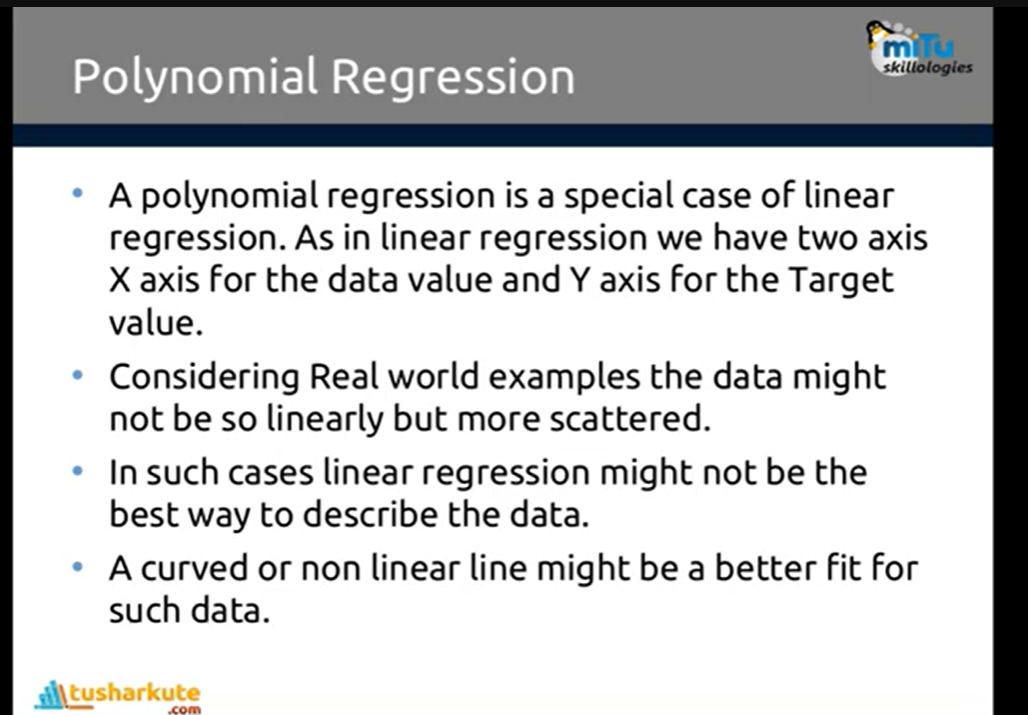 Polynomial Regression
miTu
skillologies
• A polynomial regression is a special case of linear
regression. As in linear regression we have two axis
X axis for the data value and Y axis for the Target
value.
• Considering Real world examples the data might
not be so linearly but more scattered.
• In such cases linear regression might not be the
best way to describe the data.
• A curved or non linear line might be a better fit for
such data.
tusharkute
.com